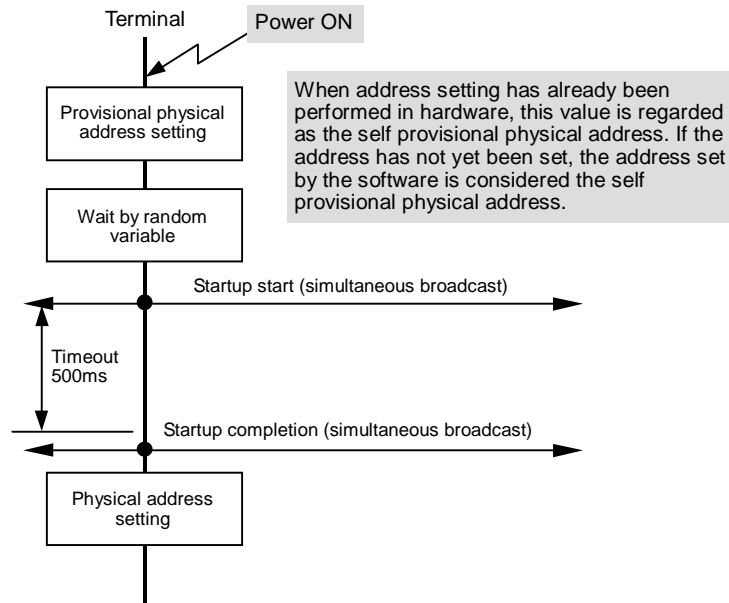 Terminal
Power ON
Provisional physical
address setting
When address setting has already been
performed in hardware, this value is regarded
as the self provisional physical address. If the
address has not yet been set, the address set
by the software is considered the self
provisional physical address.
Wait by random
variable
Startup start (simultaneous broadcast)
Timeout
500ms
Startup completion (simultaneous broadcast)
Physical address
setting